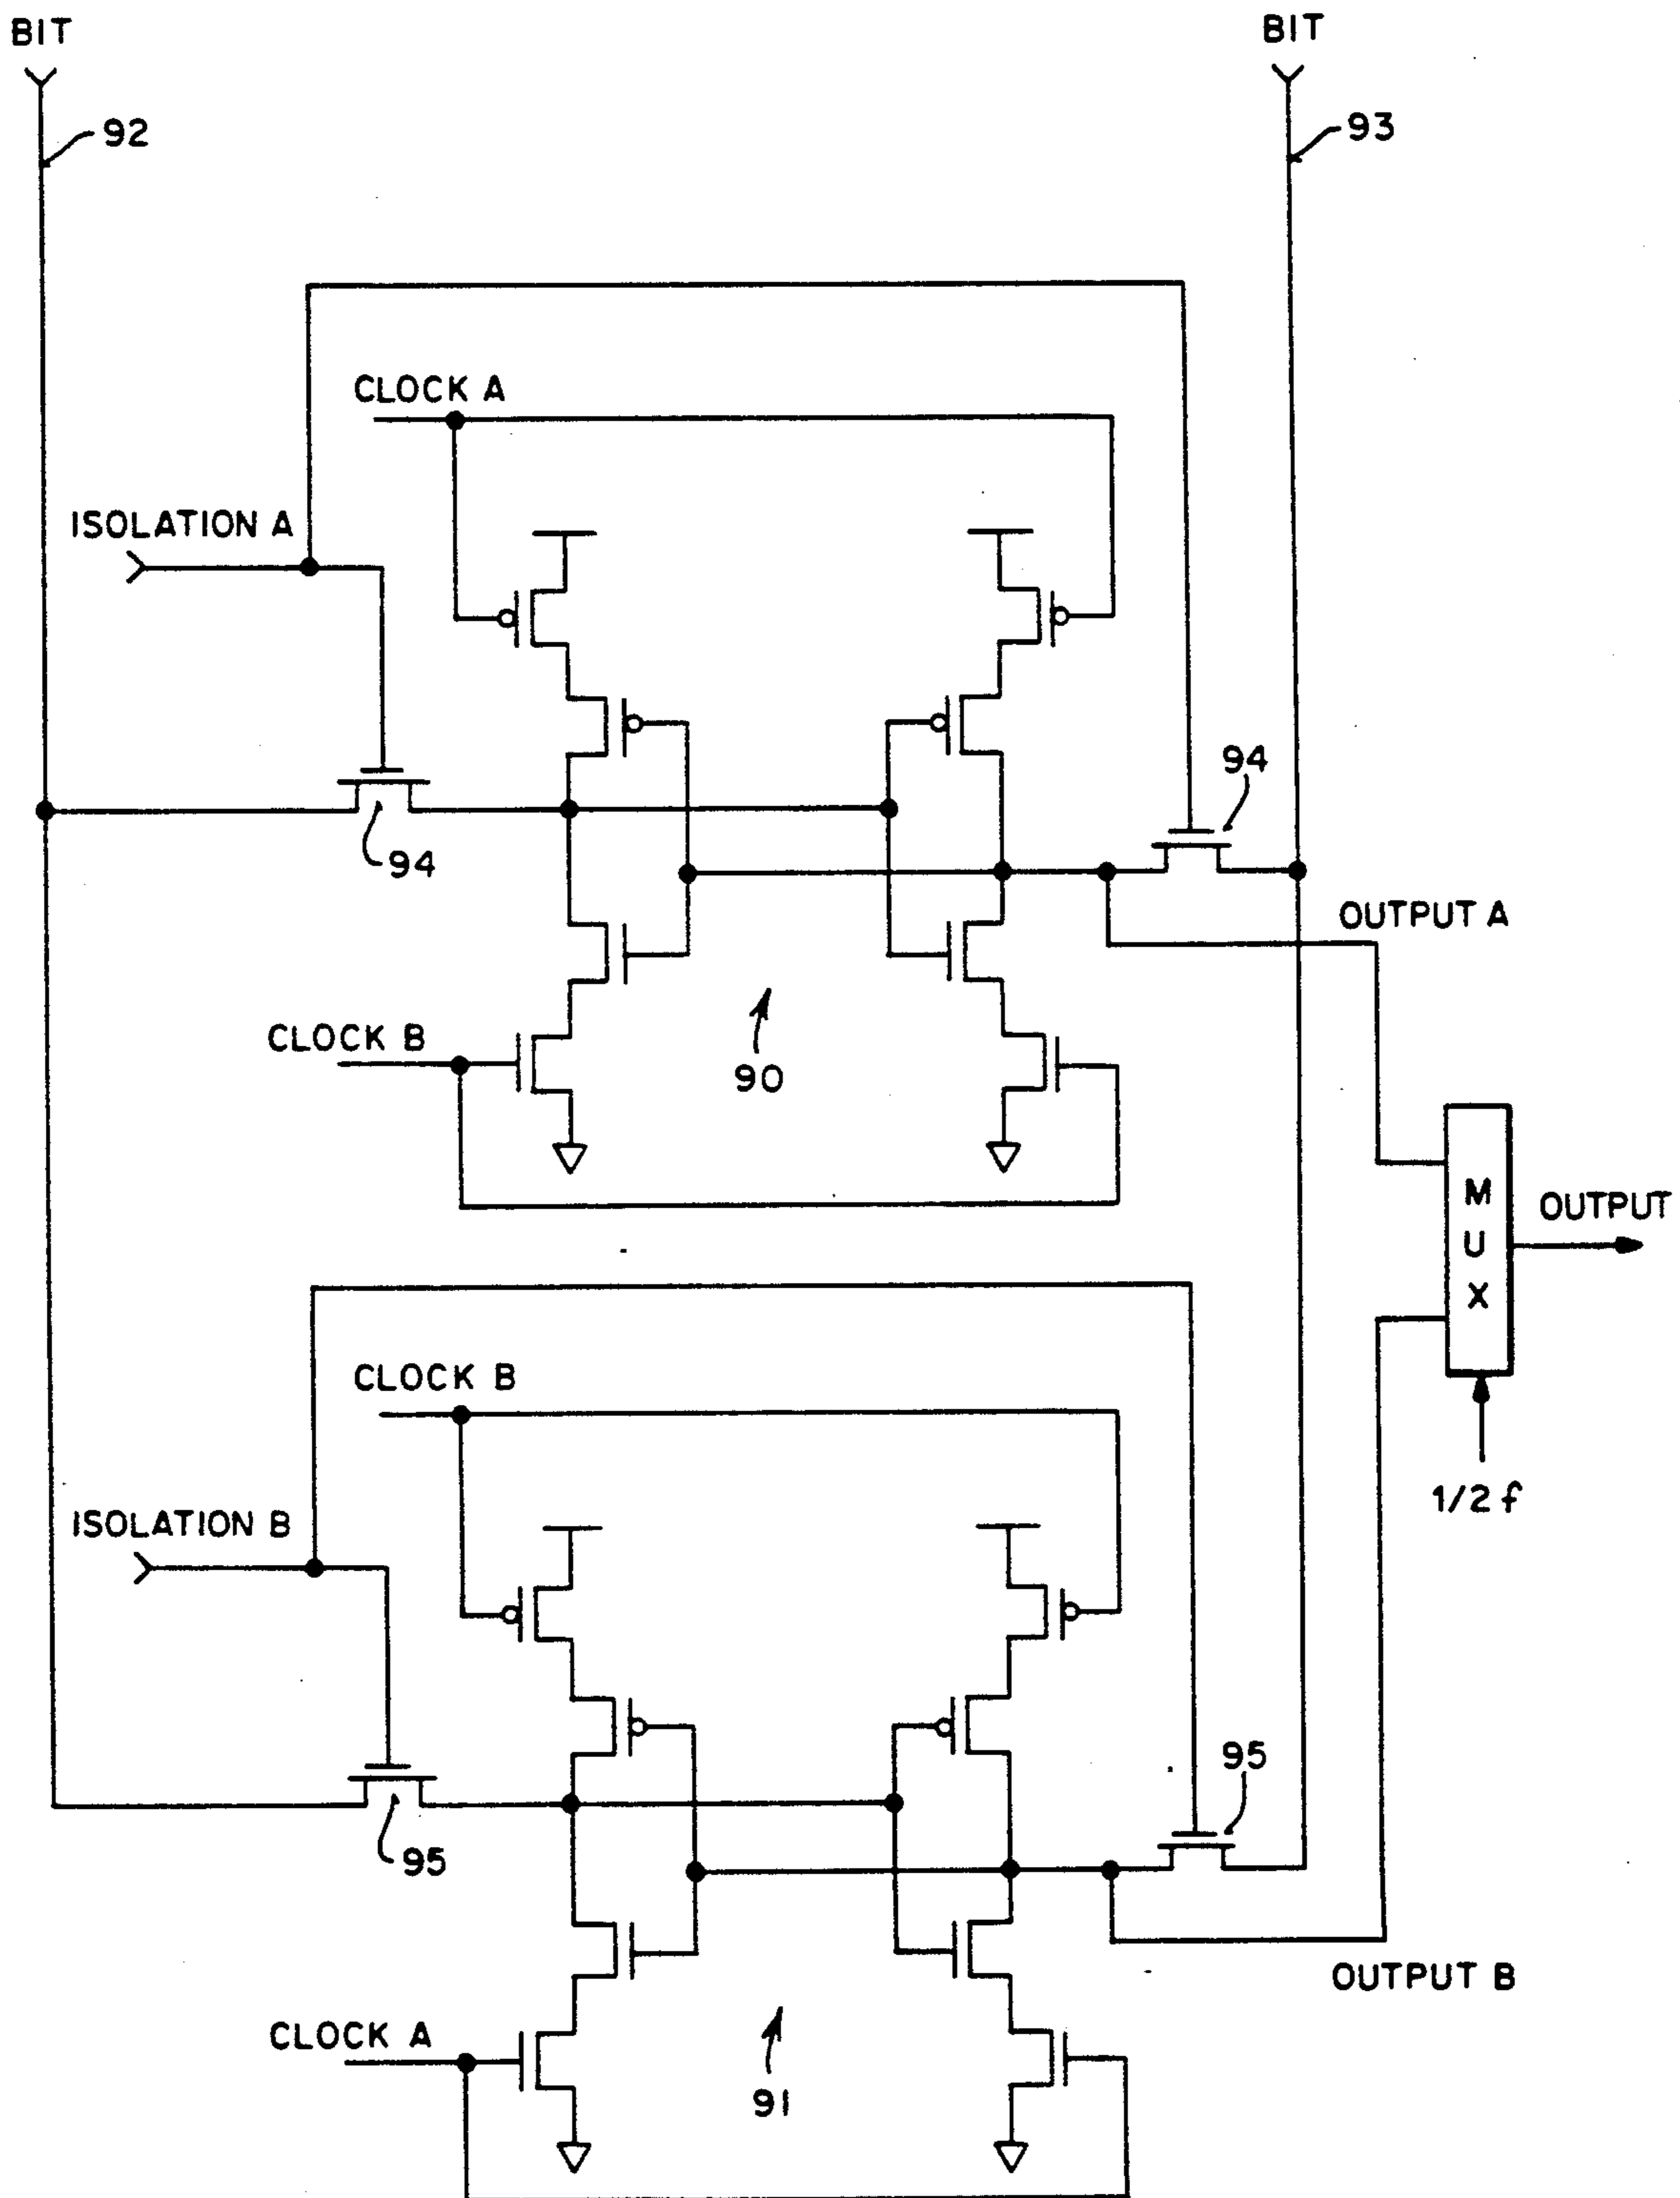 BIT
BIT
92
93
CLOCK A
ISOLATION A
94
94
OUTPUT A
CLOCK B
90
MUX
OUTPUT
CLOCK B
1/2 f
ISOLATION B
95
95
OUTPUT B
CLOCK A
91